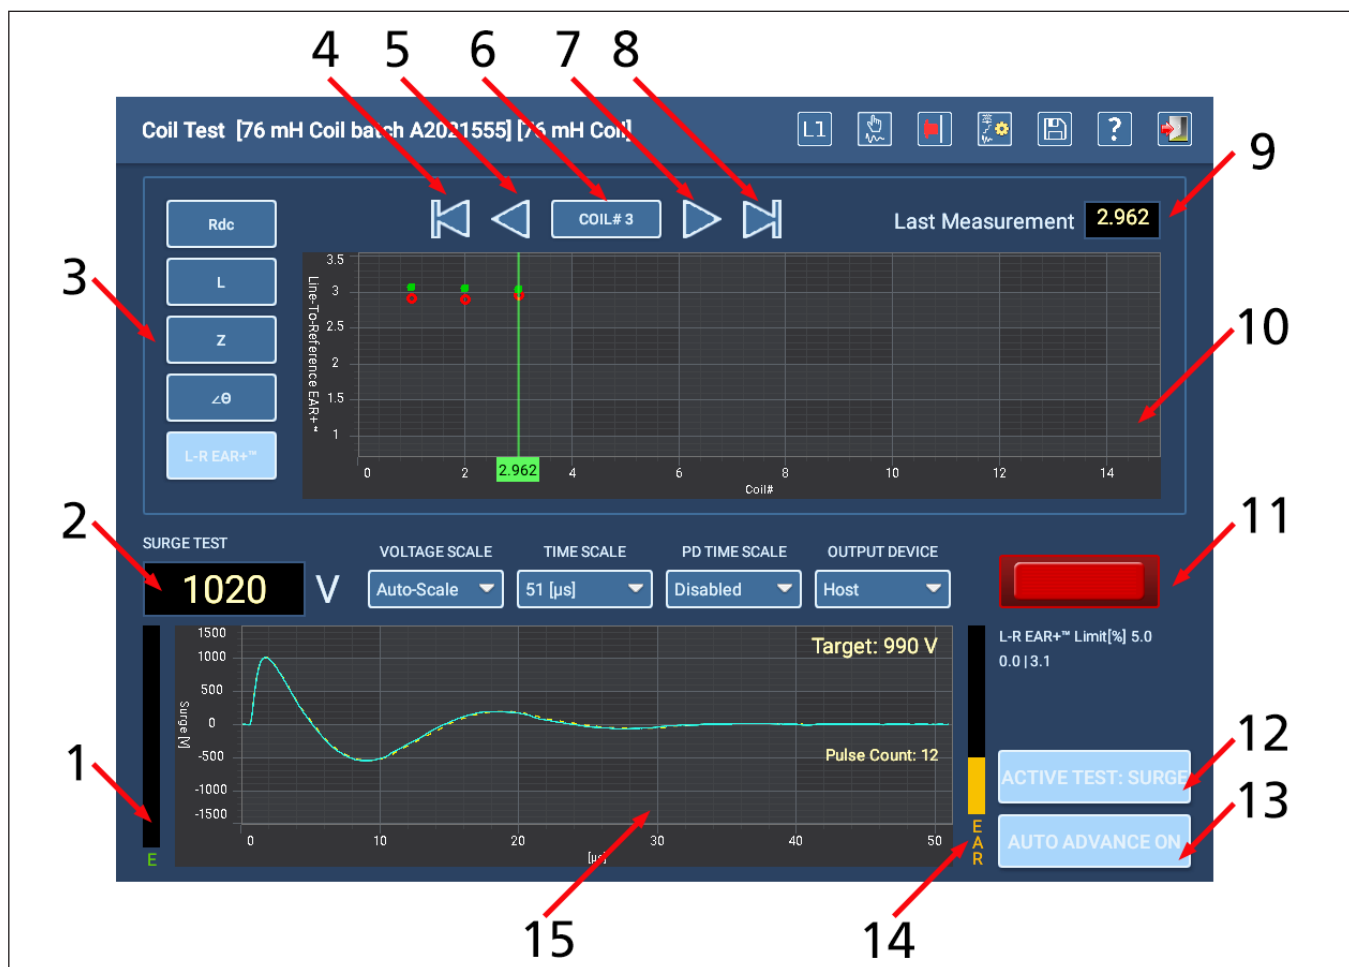 4 5 6 7 8
Coil Test [76 mH Coil batch A2021555] [76 mH Coil]
L1
?
9
COIL# 3
Last Measurement 2.962
Rdc
L
Z
∠Θ
L-R EAR+™
3
Line-To-Reference EAR+™
3.5
3
2.5
2
1.5
1
0 2 2.962 4 6 8 10 12 14
Coil#
10
2
SURGE TEST
1020 V
VOLTAGE SCALE
Auto-Scale
TIME SCALE
51 [µs]
PD TIME SCALE
Disabled
OUTPUT DEVICE
Host
11
L-R EAR+™ Limit[%] 5.0
0.0 | 3.1
Surge [V]
1500
1000
500
0
-500
-1000
-1500
Target: 990 V
Pulse Count: 12
0 10 20 30 40 50
[µs]
1
E
EAR
ACTIVE TEST: SURGE
12
AUTO ADVANCE ON
13
15
14